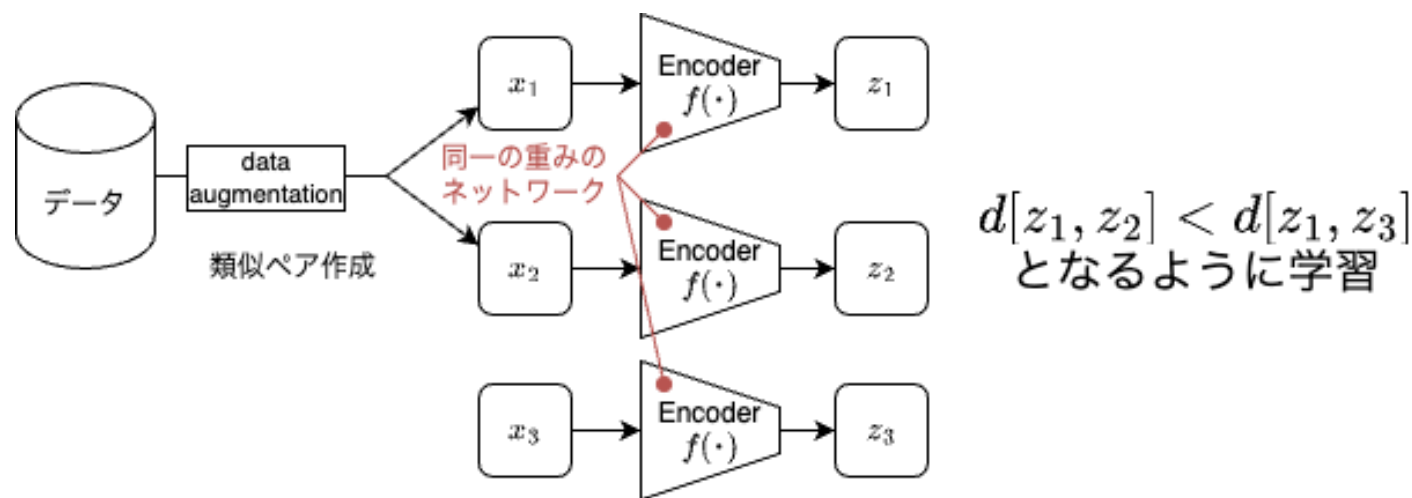 データ
data
augmentation
類似ペア作成
x₁
Encoder
f(·)
z₁
同一の重みの
ネットワーク
x₂
Encoder
f(·)
z₂
x₃
Encoder
f(·)
z₃
d[z₁, z₂] < d[z₁, z₃]
となるように学習